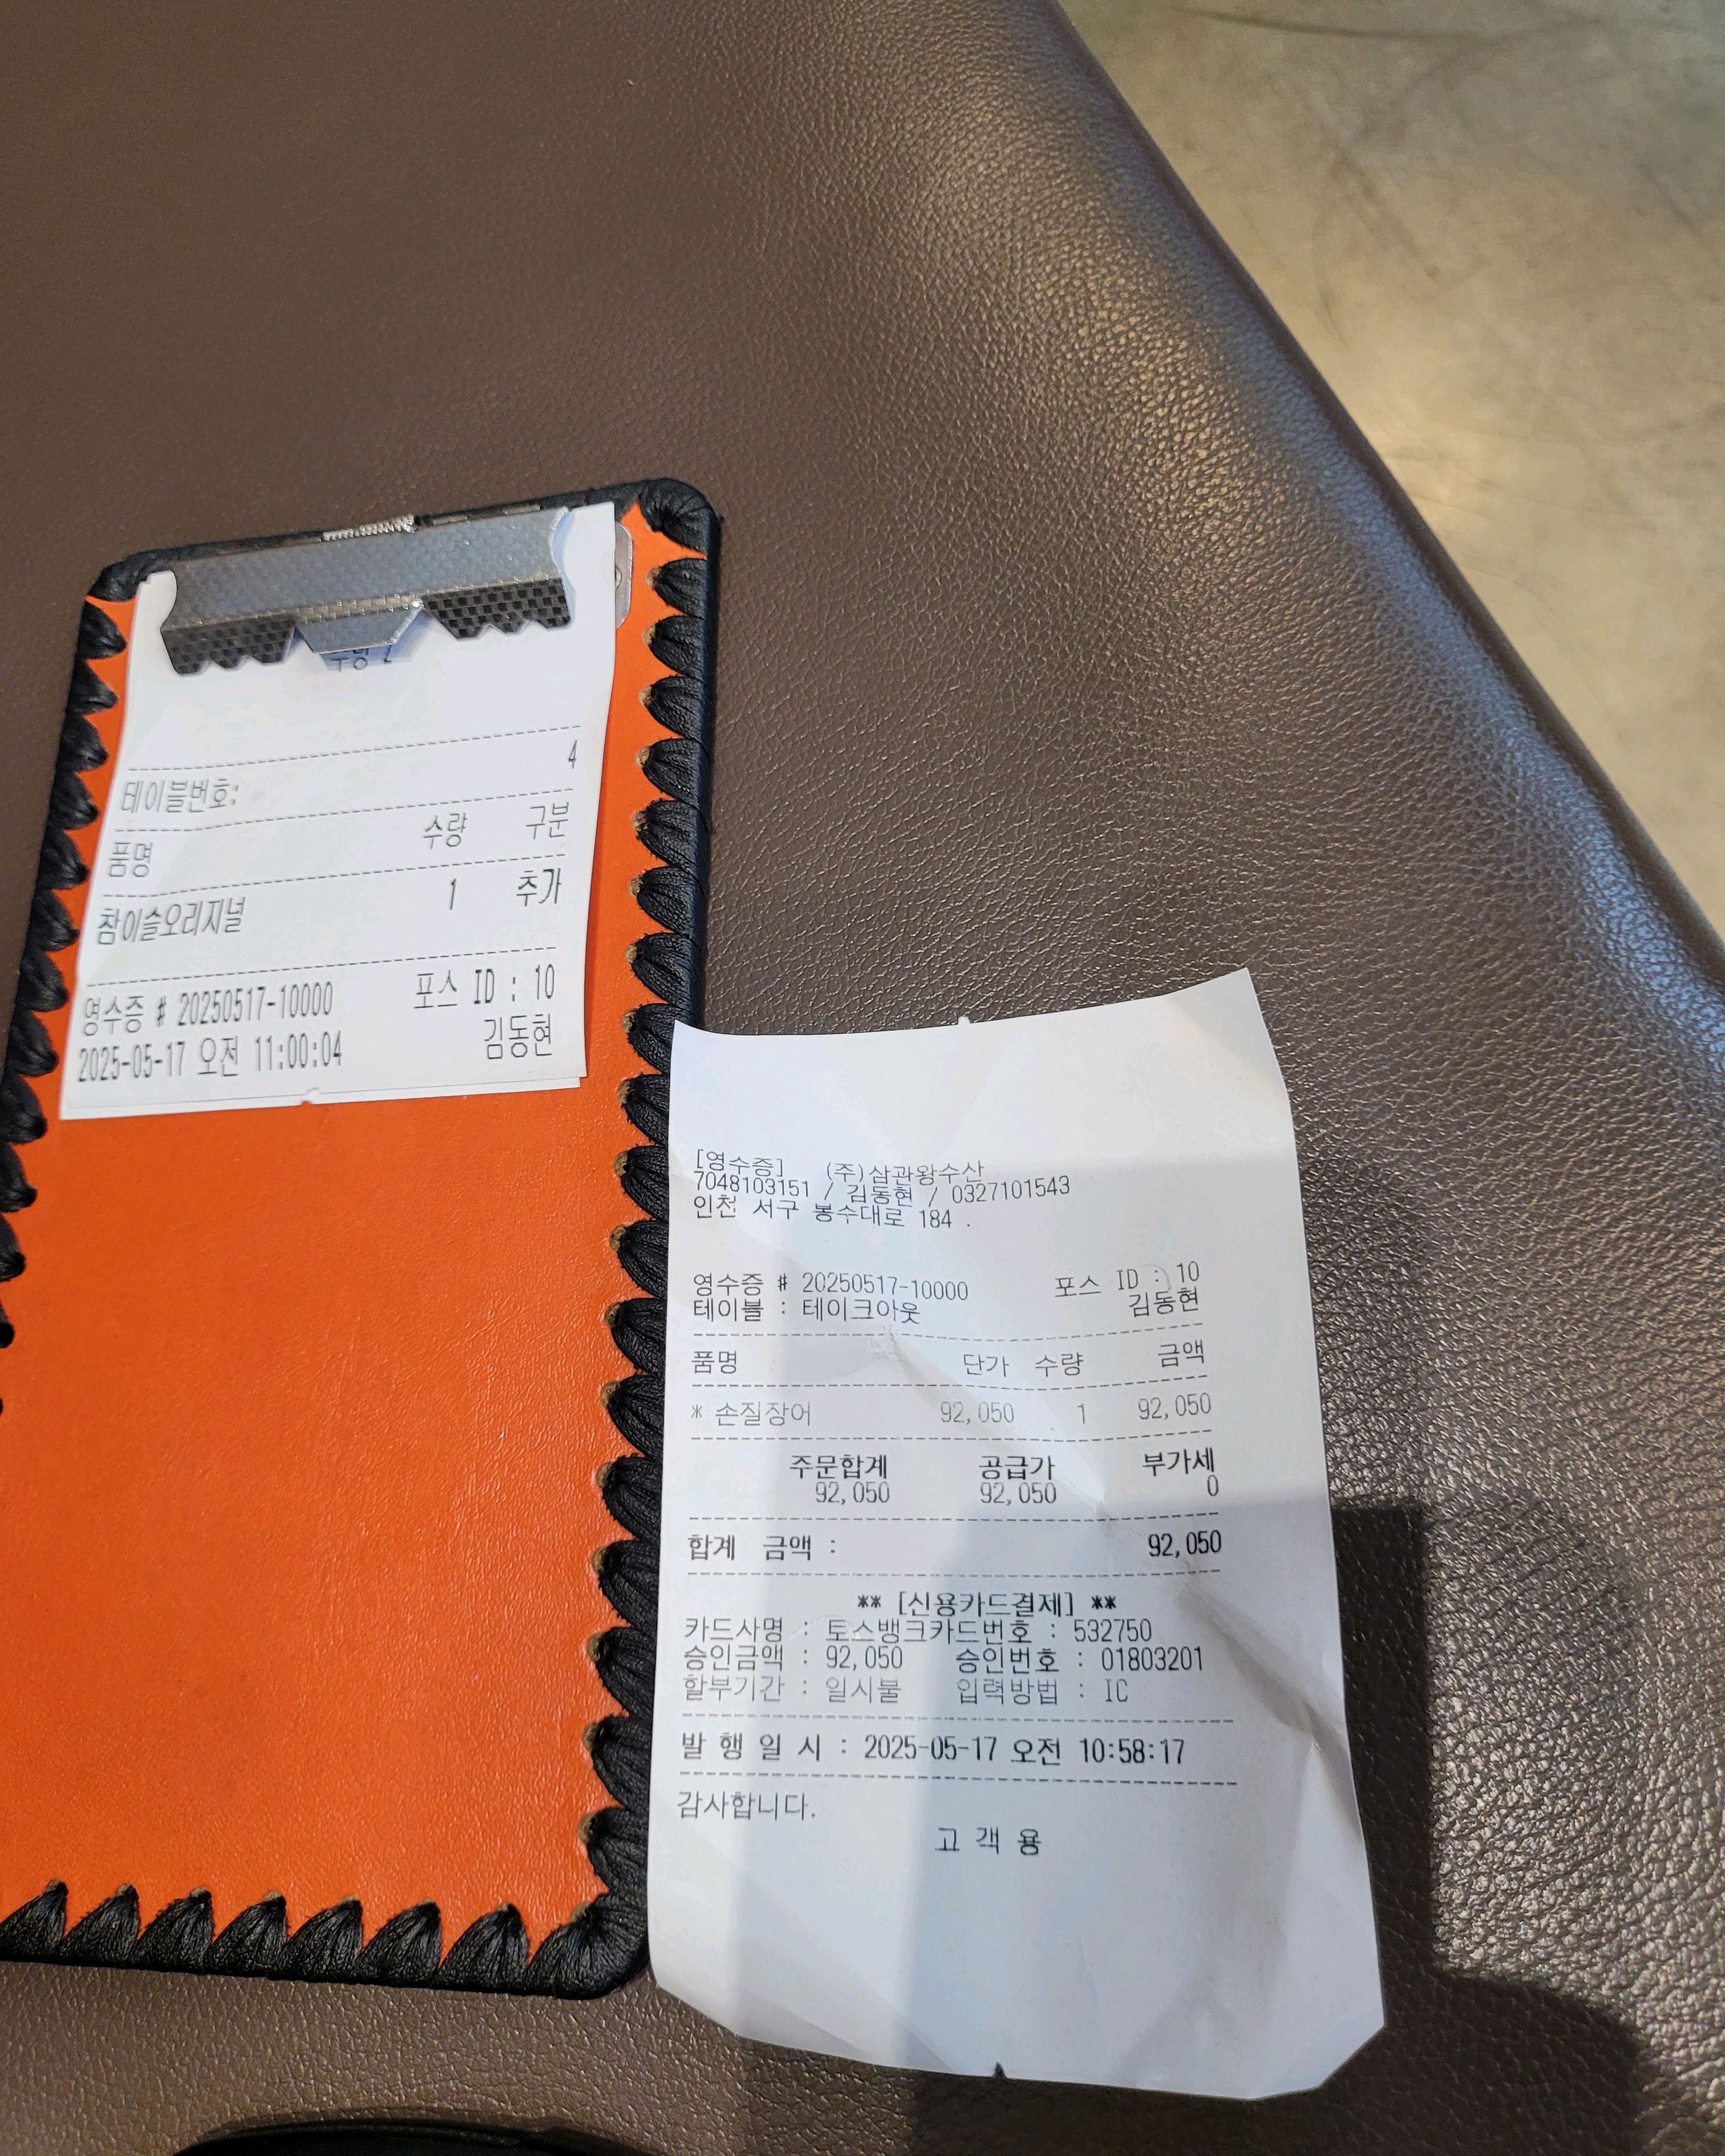 테이블번호: 4
품명 수량 구분
참이슬오리지널 1 추가
영수증 # 20250517-10000 포스 ID : 10
2025-05-17 오전 11:00:04 김동현
[영수증] (주)삼관왕수산
7048103151 / 김동현 / 0327101543
인천 서구 봉수대로 184 .
영수증 # 20250517-10000 포스 ID : 10
테이블 : 테이크아웃 김동현
품명 단가 수량 금액
* 손질장어 92,050 1 92,050
주문합계 공급가 부가세
92,050 92,050 0
합계 금액 : 92,050
** [신용카드결제] **
카드사명 : 토스뱅크카드번호 : 532750
승인금액 : 92,050 승인번호 : 01803201
할부기간 : 일시불 입력방법 : IC
발 행 일 시 : 2025-05-17 오전 10:58:17
감사합니다.
고 객 용